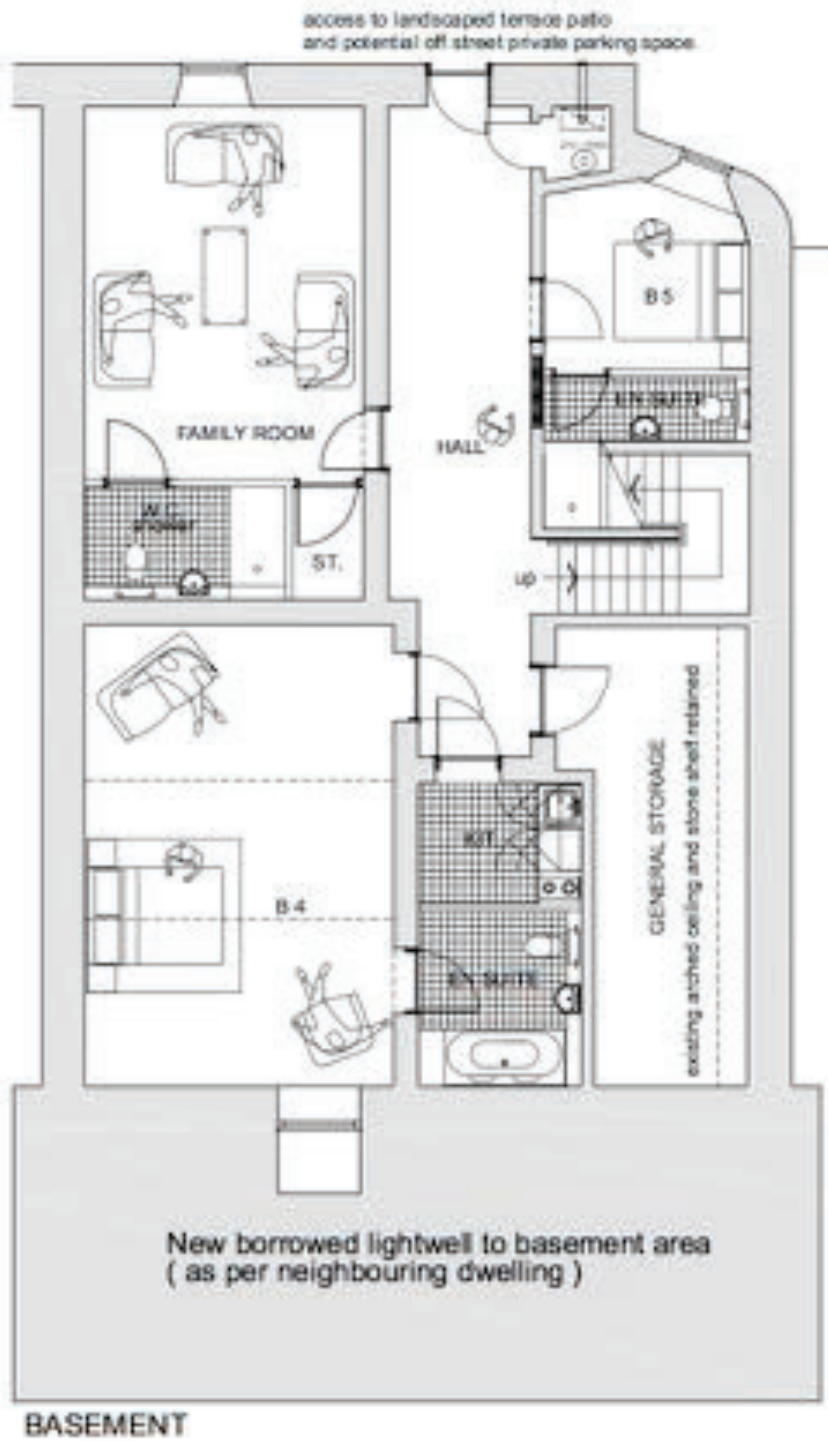 access to landscaped terrace patio
and potential off street private parking space
B 5
EN SUITE
FAMILY ROOM
HALL
W.C.
shower
ST.
up
GENERAL STORAGE
existing arched ceiling and stone shelf retained
KIT.
B 4
EN SUITE
New borrowed lightwell to basement area
( as per neighbouring dwelling )
BASEMENT